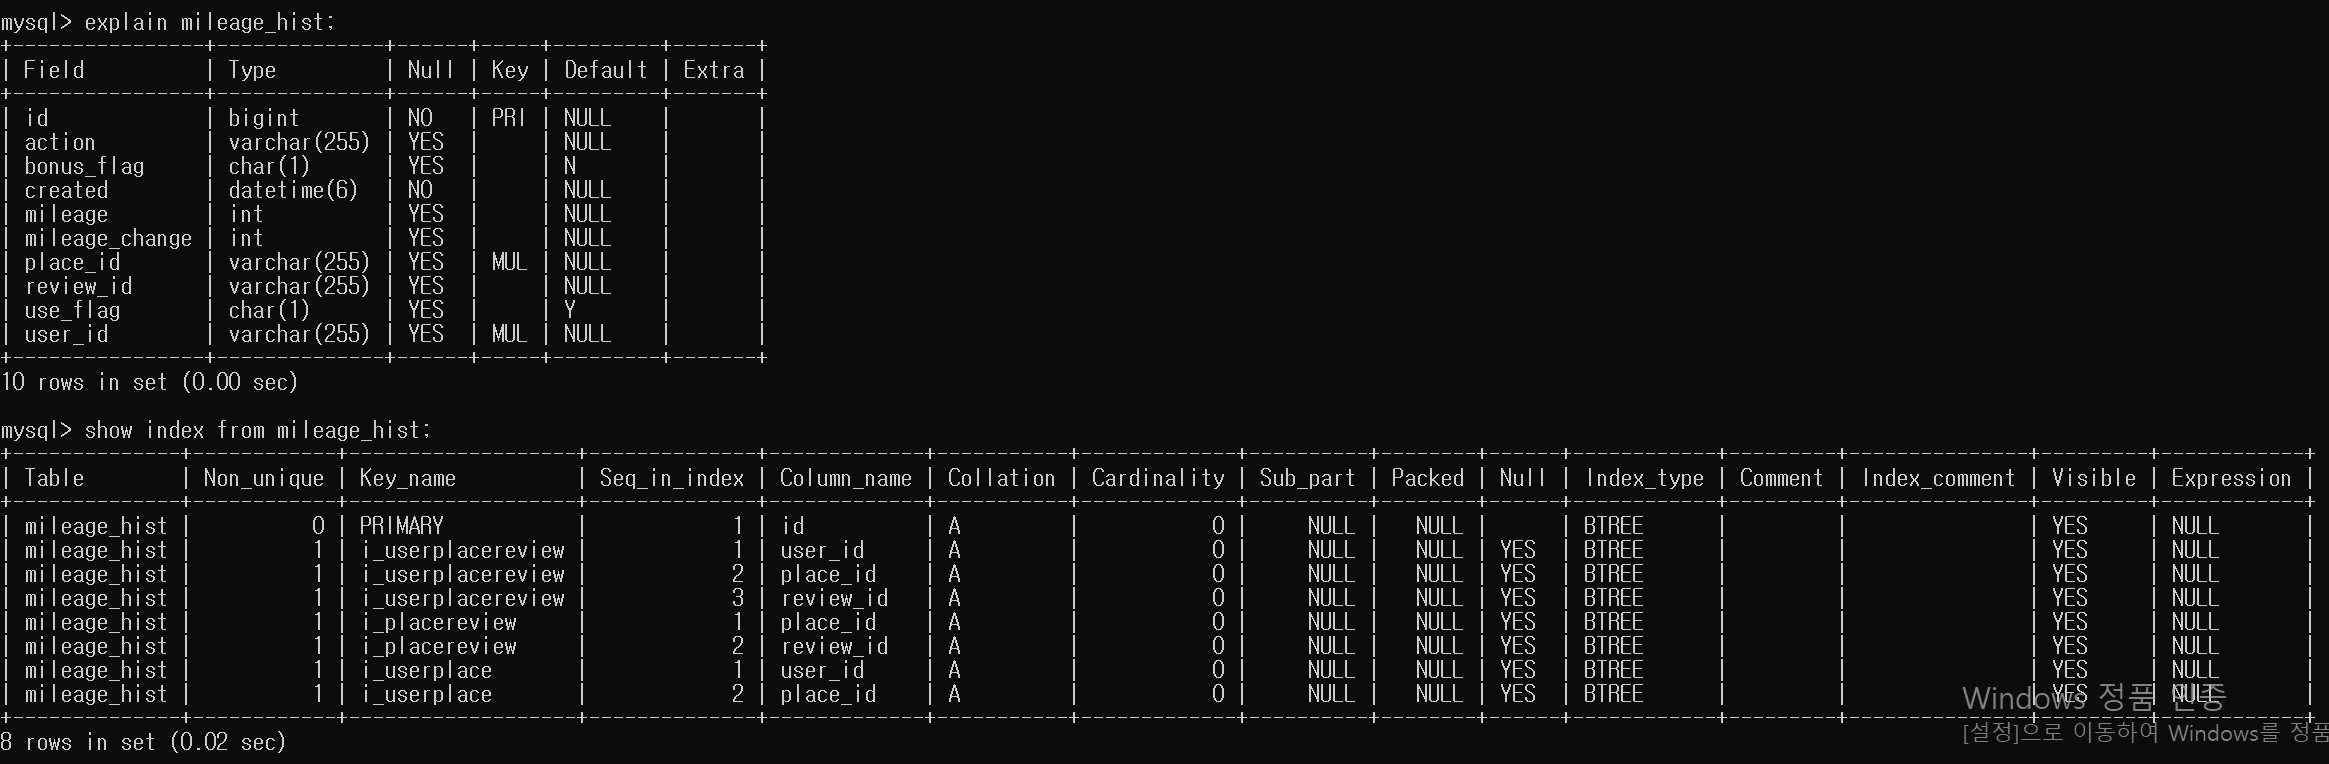 mysql> explain mileage_hist;
+----------------+--------------+------+-----+---------+-------+
| Field          | Type         | Null | Key | Default | Extra |
+----------------+--------------+------+-----+---------+-------+
| id             | bigint       | NO   | PRI | NULL    |       |
| action         | varchar(255) | YES  |     | NULL    |       |
| bonus_flag     | char(1)      | YES  |     | N       |       |
| created        | datetime(6)  | NO   |     | NULL    |       |
| mileage        | int          | YES  |     | NULL    |       |
| mileage_change | int          | YES  |     | NULL    |       |
| place_id       | varchar(255) | YES  | MUL | NULL    |       |
| review_id      | varchar(255) | YES  |     | NULL    |       |
| use_flag       | char(1)      | YES  |     | Y       |       |
| user_id        | varchar(255) | YES  | MUL | NULL    |       |
+----------------+--------------+------+-----+---------+-------+
10 rows in set (0.00 sec)
mysql> show index from mileage_hist;
+--------------+------------+-------------------+--------------+-------------+-----------+-------------+----------+--------+------+------------+---------+---------------+---------+------------+
| Table        | Non_unique | Key_name          | Seq_in_index | Column_name | Collation | Cardinality | Sub_part | Packed | Null | Index_type | Comment | Index_comment | Visible | Expression |
+--------------+------------+-------------------+--------------+-------------+-----------+-------------+----------+--------+------+------------+---------+---------------+---------+------------+
| mileage_hist |          0 | PRIMARY           |            1 | id          | A         |           0 |     NULL |   NULL |      | BTREE      |         |               | YES     | NULL       |
| mileage_hist |          1 | i_userplacereview |            1 | user_id     | A         |           0 |     NULL |   NULL | YES  | BTREE      |         |               | YES     | NULL       |
| mileage_hist |          1 | i_userplacereview |            2 | place_id    | A         |           0 |     NULL |   NULL | YES  | BTREE      |         |               | YES     | NULL       |
| mileage_hist |          1 | i_userplacereview |            3 | review_id   | A         |           0 |     NULL |   NULL | YES  | BTREE      |         |               | YES     | NULL       |
| mileage_hist |          1 | i_placereview     |            1 | place_id    | A         |           0 |     NULL |   NULL | YES  | BTREE      |         |               | YES     | NULL       |
| mileage_hist |          1 | i_placereview     |            2 | review_id   | A         |           0 |     NULL |   NULL | YES  | BTREE      |         |               | YES     | NULL       |
| mileage_hist |          1 | i_userplace       |            1 | user_id     | A         |           0 |     NULL |   NULL | YES  | BTREE      |         |               | YES     | NULL       |
| mileage_hist |          1 | i_userplace       |            2 | place_id    | A         |           0 |     NULL |   NULL | YES  | BTREE      |         |               | YES     | NULL       |
+--------------+------------+-------------------+--------------+-------------+-----------+-------------+----------+--------+------+------------+---------+---------------+---------+------------+
8 rows in set (0.02 sec)
Windows 정품 인증
[설정]으로 이동하여 Windows를 정품